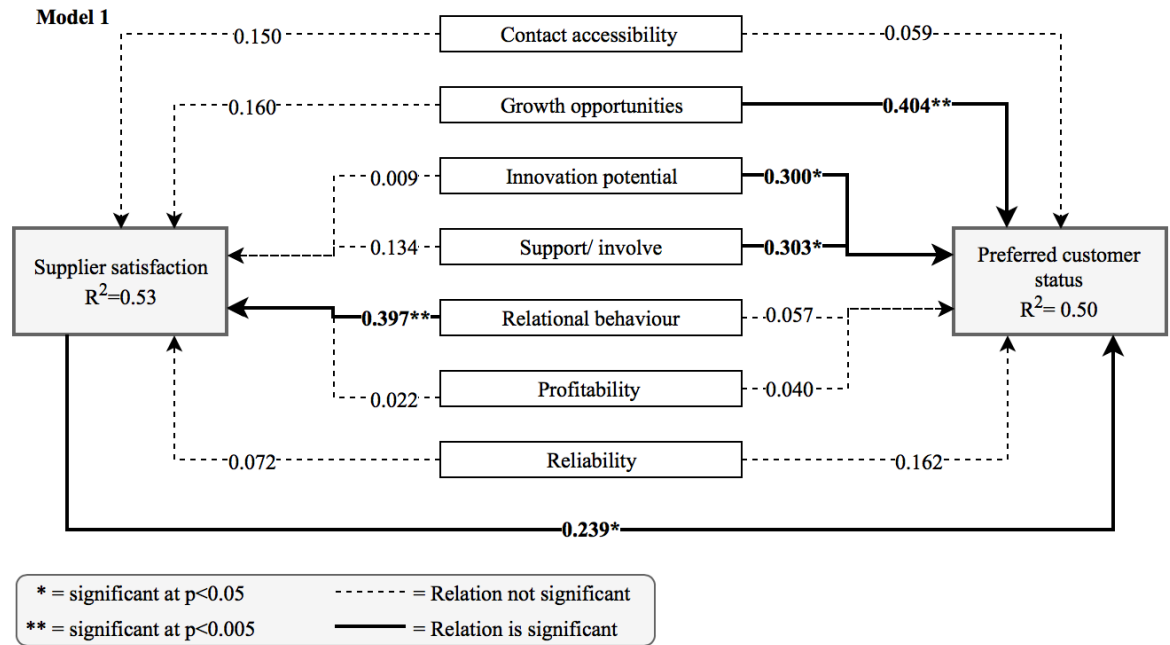 Model 1
0.150
Contact accessibility
0.059
0.160
Growth opportunities
0.404**
0.009
Innovation potential
0.300*
0.134
Support/ involve
0.303*
Supplier satisfaction
R²=0.53
Preferred customer
status
R²= 0.50
0.397**
Relational behaviour
0.057
0.022
Profitability
0.040
0.072
Reliability
0.162
0.239*
* = significant at p<0.05
= Relation not significant
** = significant at p<0.005
= Relation is significant